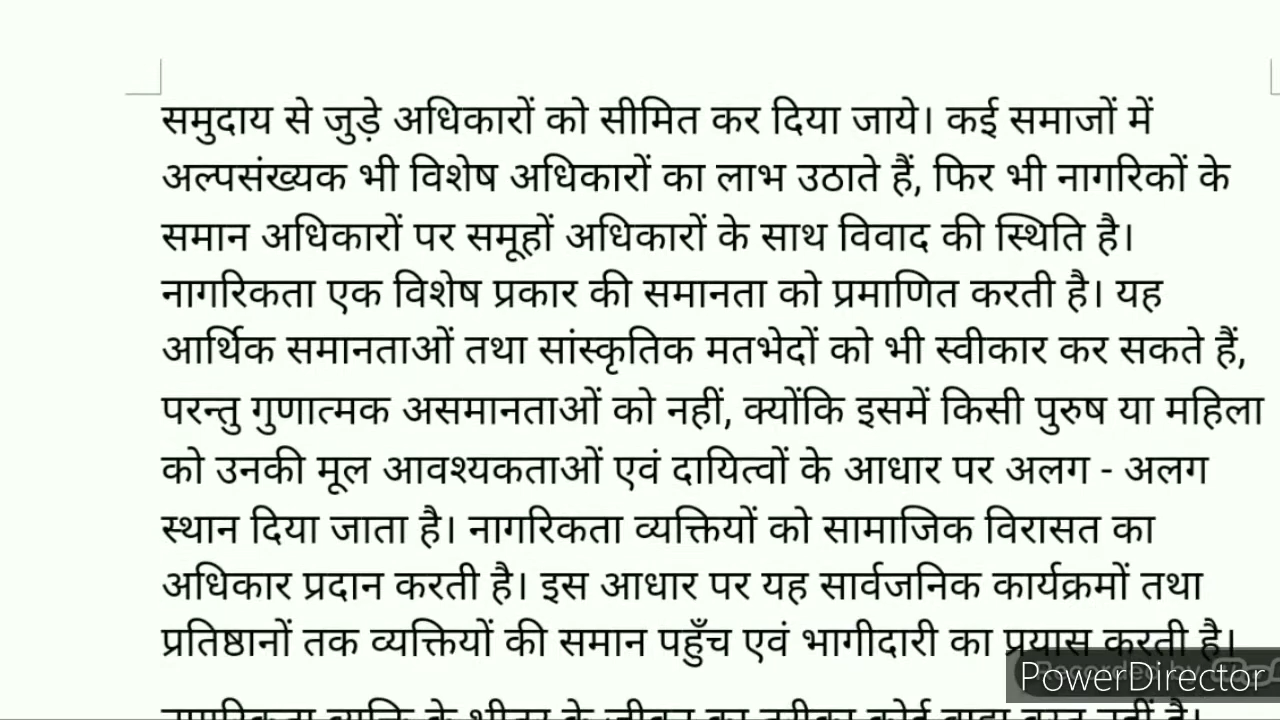 समुदाय से जुड़े अधिकारों को सीमित कर दिया जाये। कई समाजों में
अल्पसंख्यक भी विशेष अधिकारों का लाभ उठाते हैं, फिर भी नागरिकों के
समान अधिकारों पर समूहों अधिकारों के साथ विवाद की स्थिति है।
नागरिकता एक विशेष प्रकार की समानता को प्रमाणित करती है। यह
आर्थिक समानताओं तथा सांस्कृतिक मतभेदों को भी स्वीकार कर सकते हैं,
परन्तु गुणात्मक असमानताओं को नहीं, क्योंकि इसमें किसी पुरुष या महिला
को उनकी मूल आवश्यकताओं एवं दायित्वों के आधार पर अलग - अलग
स्थान दिया जाता है। नागरिकता व्यक्तियों को सामाजिक विरासत का
अधिकार प्रदान करती है। इस आधार पर यह सार्वजनिक कार्यक्रमों तथा
प्रतिष्ठानों तक व्यक्तियों की समान पहुँच एवं भागीदारी का प्रयास करती है।
Recorded by
PowerDirector